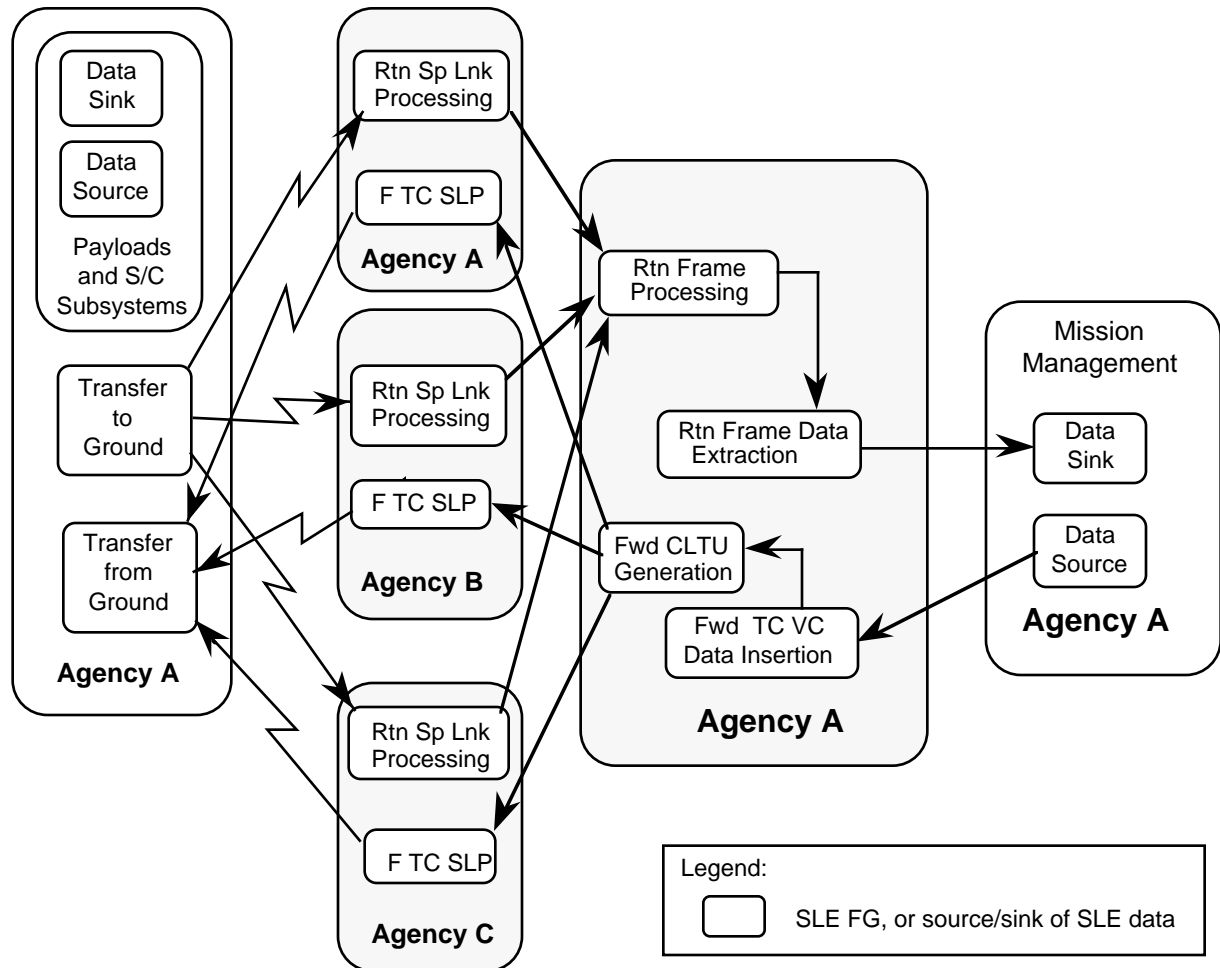 Data
Sink
Data
Source
Payloads
and S/C
Subsystems
Transfer
to
Ground
Transfer
from
Ground
Agency A
Rtn Sp Lnk
Processing
F TC SLP
Agency A
Rtn Sp Lnk
Processing
F TC SLP
Agency B
Rtn Sp Lnk
Processing
F TC SLP
Agency C
Rtn Frame
Processing
Rtn Frame Data
Extraction
Fwd CLTU
Generation
Fwd TC VC
Data Insertion
Agency A
Mission
Management
Data
Sink
Data
Source
Agency A
Legend:
SLE FG, or source/sink of SLE data